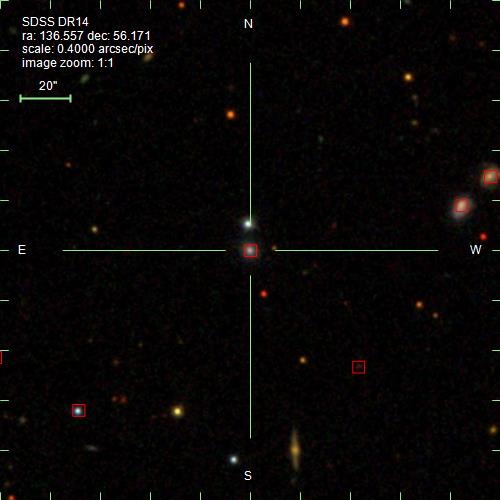 SDSS DR14
ra: 136.557 dec: 56.171
scale: 0.4000 arcsec/pix
image zoom: 1:1
20"
N
E
W
S